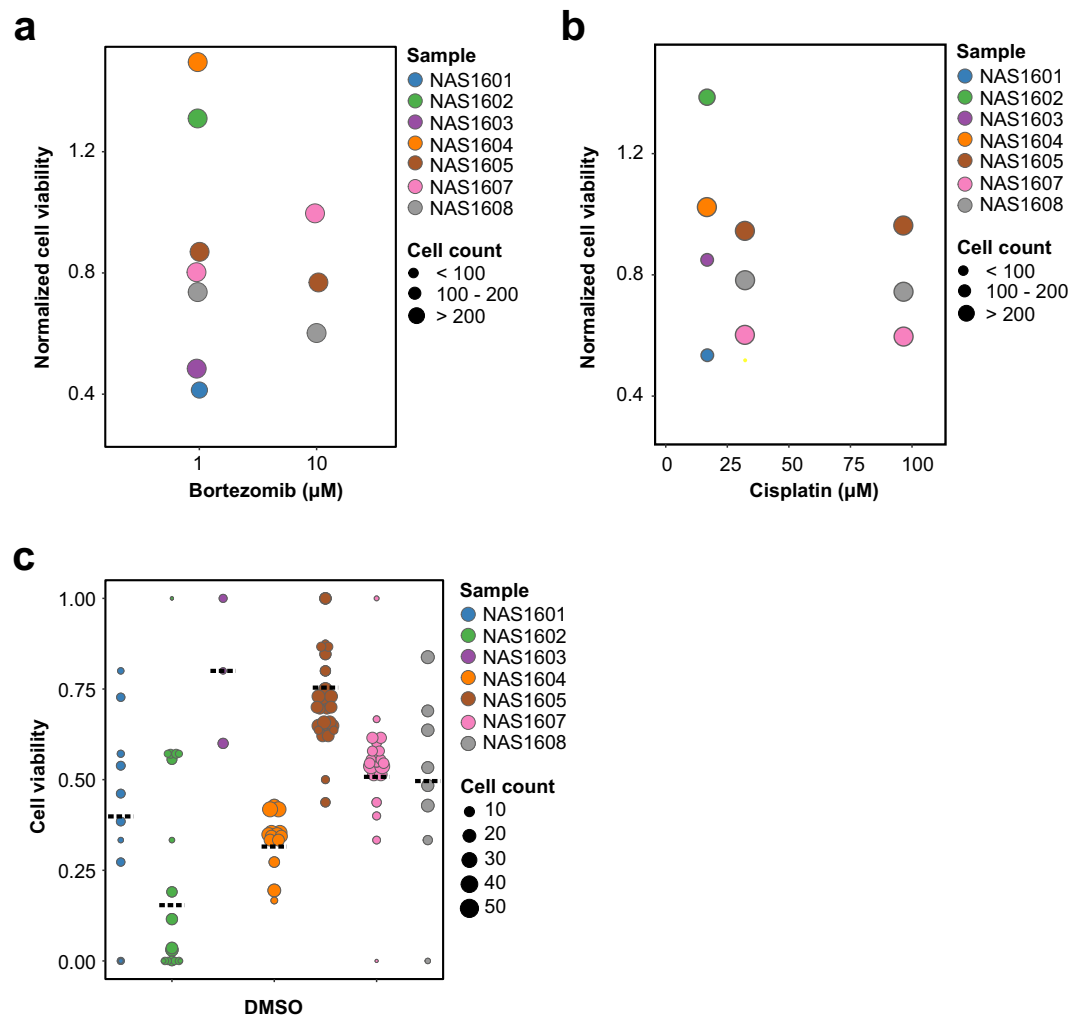 a
Normalized cell viability
1.2
0.8
0.4
1
10
Bortezomib (µM)
Sample
NAS1601
NAS1602
NAS1603
NAS1604
NAS1605
NAS1607
NAS1608
Cell count
< 100
100 - 200
> 200
b
Normalized cell viability
1.2
0.8
0.4
0
25
50
75
100
Cisplatin (µM)
Sample
NAS1601
NAS1602
NAS1603
NAS1604
NAS1605
NAS1607
NAS1608
Cell count
< 100
100 - 200
> 200
c
Cell viability
1.00
0.75
0.50
0.25
0.00
DMSO
Sample
NAS1601
NAS1602
NAS1603
NAS1604
NAS1605
NAS1607
NAS1608
Cell count
10
20
30
40
50